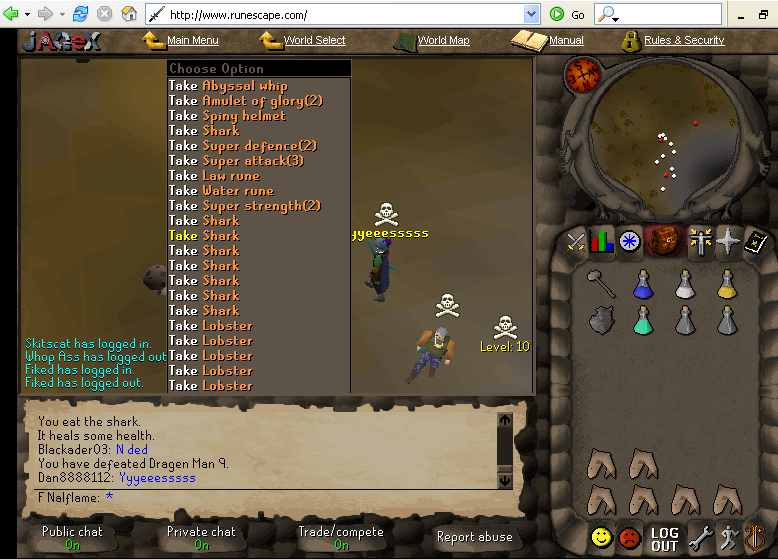 http://www.runescape.com/
Go
JAGEX
Main Menu
World Select
World Map
Manual
Rules & Security
Choose Option
Take Abyssal whip
Take Amulet of glory(2)
Take Spiny helmet
Take Shark
Take Super defence(2)
Take Super attack(3)
Take Law rune
Take Water rune
Take Super strength(2)
Take Shark
Take Shark
Take Shark
Take Shark
Take Shark
Take Shark
Take Shark
Take Lobster
Take Lobster
Take Lobster
Take Lobster
Take Lobster
yyeeesssss
Level: 10
Skitscat has logged in.
Whop Ass has logged out
Fiked has logged in.
Fiked has logged out.
You eat the shark.
It heals some health.
Blackader03: N ded
You have defeated Dragen Man 9.
Dan8888112: Yyyeeesssss
F Nalflame: *
Public chat
On
Private chat
On
Trade/compete
On
Report abuse
LOG
OUT